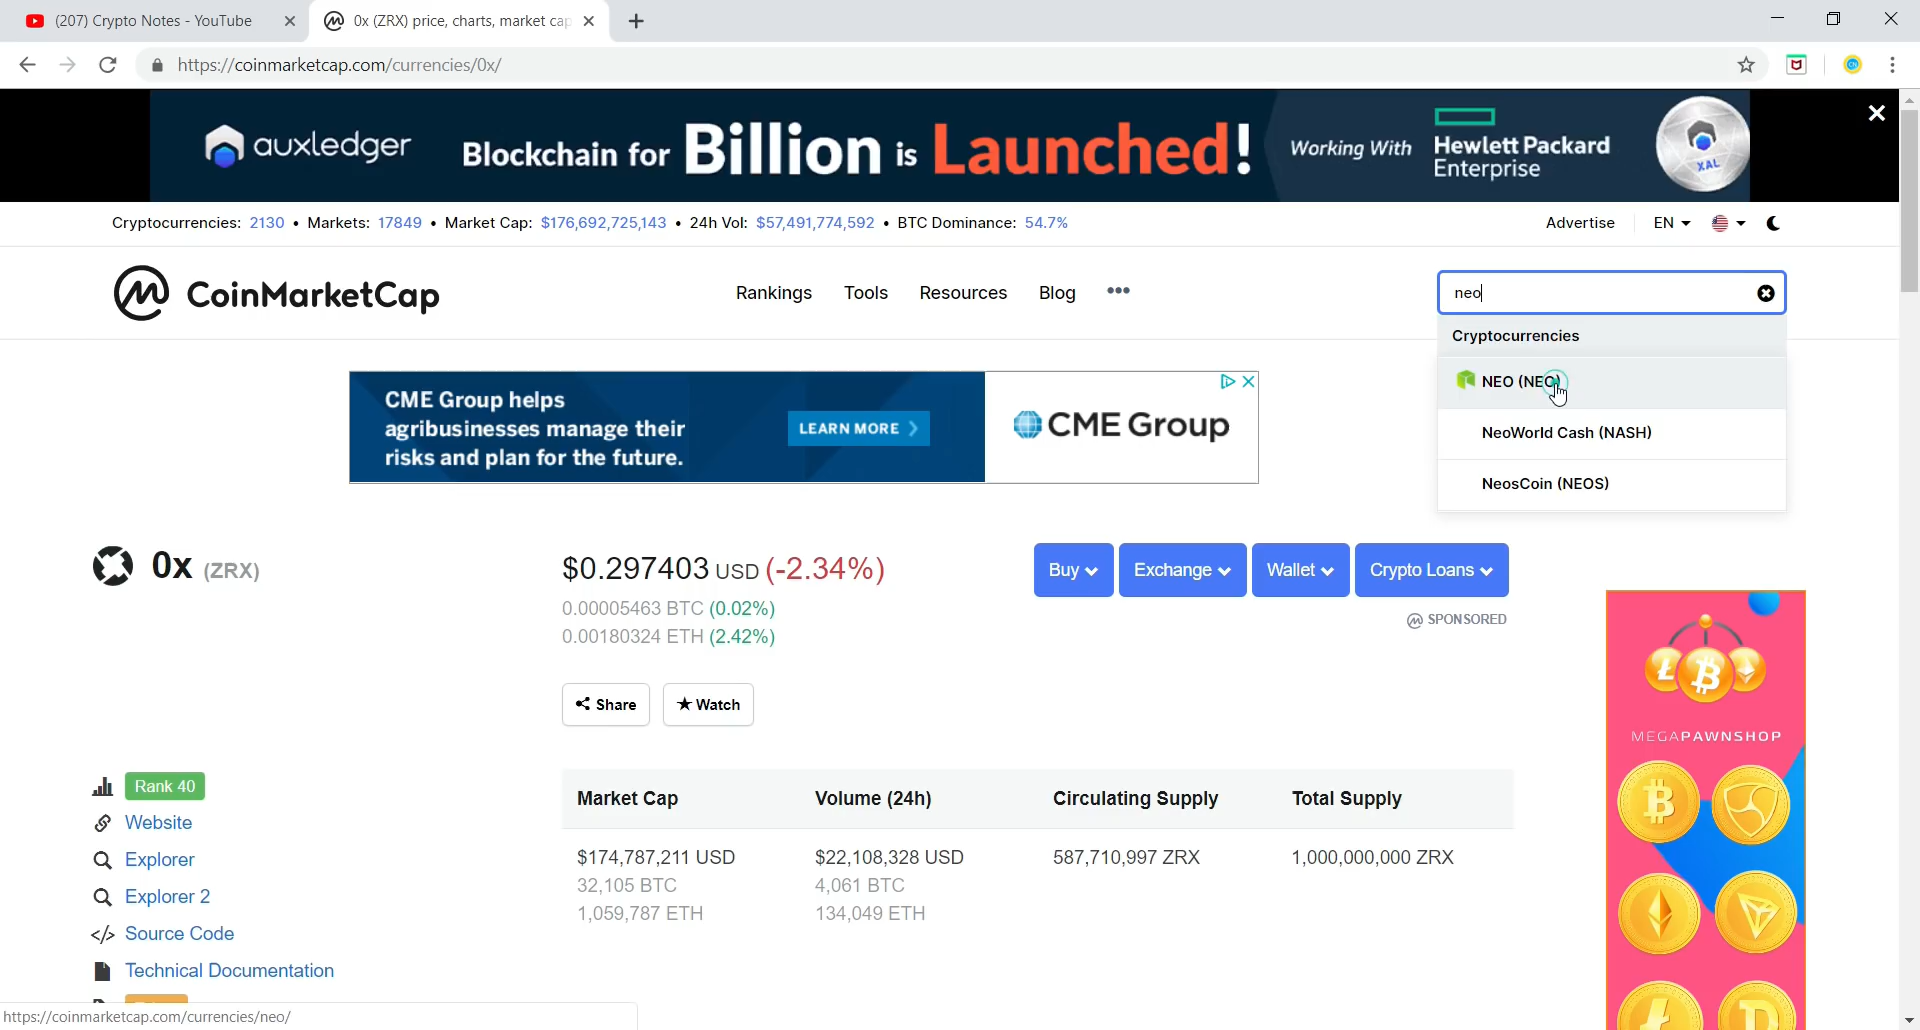 (207) Crypto Notes - YouTube
0x (ZRX) price, charts, market cap
https://coinmarketcap.com/currencies/0x/
auxledger
Blockchain for Billion is Launched!
Working With
Hewlett Packard
Enterprise
XAL
Cryptocurrencies: 2130 • Markets: 17849 • Market Cap: $176,692,725,143 • 24h Vol: $57,491,774,592 • BTC Dominance: 54.7%
Advertise
EN
CoinMarketCap
Rankings
Tools
Resources
Blog
•••
neo
Cryptocurrencies
NEO (NEO)
NeoWorld Cash (NASH)
NeosCoin (NEOS)
CME Group helps
agribusinesses manage their
risks and plan for the future.
LEARN MORE
CME Group
0x (ZRX)
$0.297403 USD (-2.34%)
0.00005463 BTC (0.02%)
0.00180324 ETH (2.42%)
Buy
Exchange
Wallet
Crypto Loans
SPONSORED
Share
Watch
Rank 40
Website
Explorer
Explorer 2
Source Code
Technical Documentation
Market Cap
Volume (24h)
Circulating Supply
Total Supply
$174,787,211 USD
$22,108,328 USD
587,710,997 ZRX
1,000,000,000 ZRX
32,105 BTC
4,061 BTC
1,059,787 ETH
134,049 ETH
MEGAPAWNSHOP
https://coinmarketcap.com/currencies/neo/